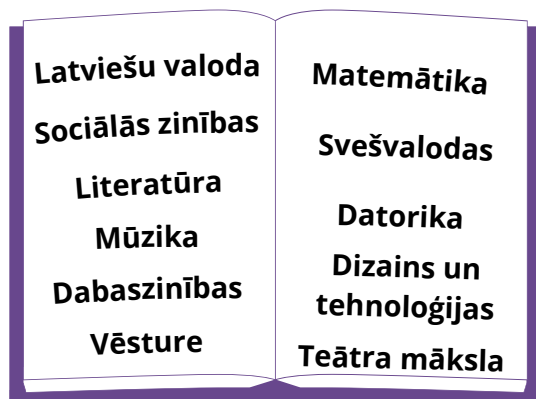 Latviešu valoda
Sociālās zinības
Literatūra
Mūzika
Dabaszinības
Vēsture
Matemātika
Svešvalodas
Datorika
Dizains un
tehnoloģijas
Teātra māksla